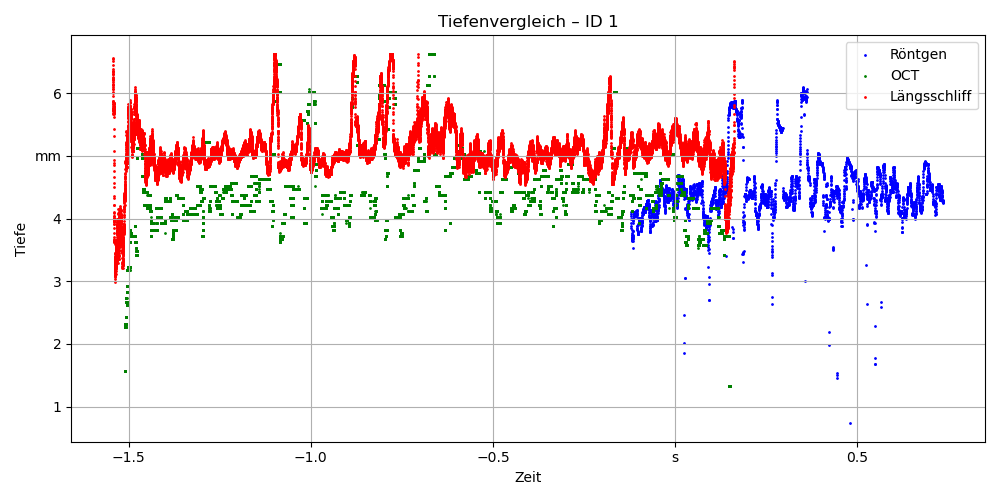 Tiefenvergleich – ID 1
Röntgen
OCT
Längsschliff
6
mm
4
3
2
1
Tiefe
−1.5
−1.0
−0.5
s
0.5
Zeit